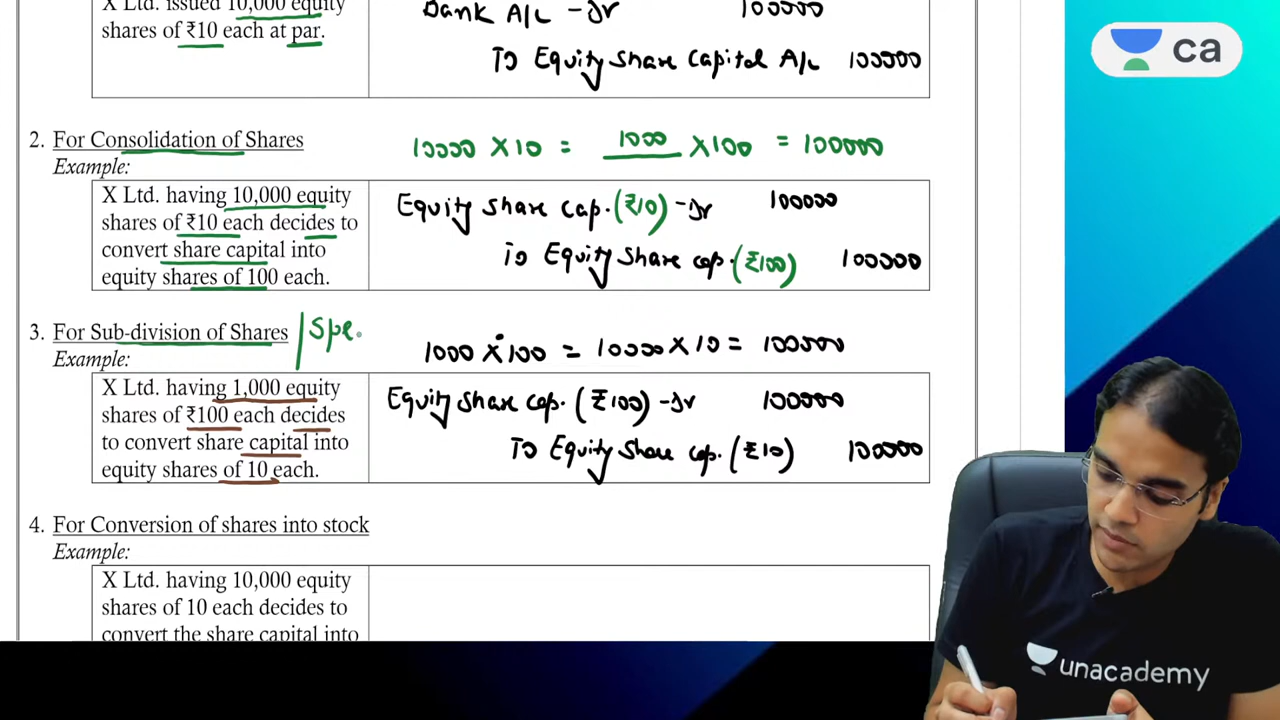 X Ltd. issued 10,000 equity
shares of ₹10 each at par.
Bank A/c - Dr 100000
To Equity Share Capital A/c 100000
2. For Consolidation of Shares
Example:
10000 × 10 = 1000 × 100 = 100000
X Ltd. having 10,000 equity
shares of ₹10 each decides to
convert share capital into
equity shares of 100 each.
Equity Share Cap. (₹10) - Dr 100000
To Equity Share Cap. (₹100) 100000
3. For Sub-division of Shares | Spe
Example:
1000 × 100 = 10000 × 10 = 100000
X Ltd. having 1,000 equity
shares of ₹100 each decides
to convert share capital into
equity shares of 10 each.
Equity Share Cap. (₹100) - Dr 100000
To Equity Share Cap. (₹10) 100000
4. For Conversion of shares into stock
Example:
X Ltd. having 10,000 equity
shares of 10 each decides to
convert the share capital into
ca
unacademy